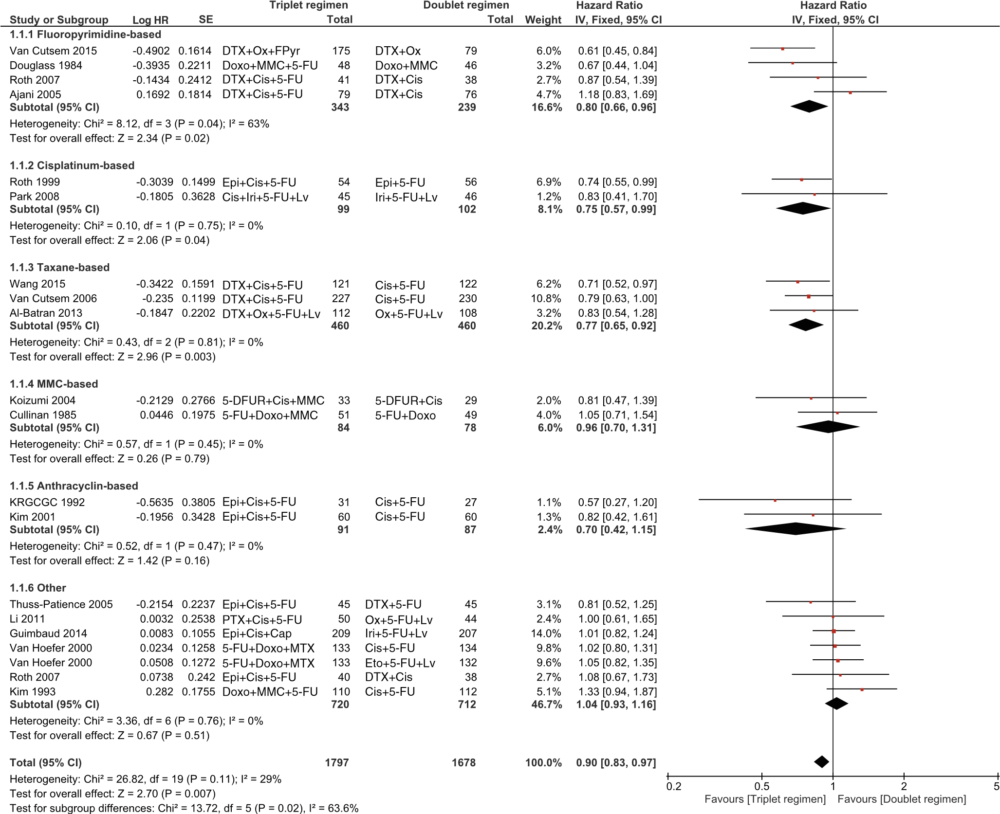 Triplet regimen Doublet regimen Hazard Ratio Hazard Ratio
Study or Subgroup Log HR SE Total Total Weight IV, Fixed, 95% CI IV, Fixed, 95% CI
1.1.1 Fluoropyrimidine-based
Van Cutsem 2015 -0.4902 0.1614 DTX+Ox+FPyr 175 DTX+Ox 79 6.0% 0.61 [0.45, 0.84]
Douglass 1984 -0.3935 0.2211 Doxo+MMC+5-FU 48 Doxo+MMC 46 3.2% 0.67 [0.44, 1.04]
Roth 2007 -0.1434 0.2412 DTX+Cis+5-FU 41 DTX+Cis 38 2.7% 0.87 [0.54, 1.39]
Ajani 2005 0.1692 0.1814 DTX+Cis+5-FU 79 DTX+Cis 76 4.7% 1.18 [0.83, 1.69]
Subtotal (95% CI) 343 239 16.6% 0.80 [0.66, 0.96]
Heterogeneity: Chi² = 8.12, df = 3 (P = 0.04); I² = 63%
Test for overall effect: Z = 2.34 (P = 0.02)
1.1.2 Cisplatinum-based
Roth 1999 -0.3039 0.1499 Epi+Cis+5-FU 54 Epi+5-FU 56 6.9% 0.74 [0.55, 0.99]
Park 2008 -0.1805 0.3628 Cis+Iri+5-FU+Lv 45 Iri+5-FU+Lv 46 1.2% 0.83 [0.41, 1.70]
Subtotal (95% CI) 99 102 8.1% 0.75 [0.57, 0.99]
Heterogeneity: Chi² = 0.10, df = 1 (P = 0.75); I² = 0%
Test for overall effect: Z = 2.06 (P = 0.04)
1.1.3 Taxane-based
Wang 2015 -0.3422 0.1591 DTX+Cis+5-FU 121 Cis+5-FU 122 6.2% 0.71 [0.52, 0.97]
Van Cutsem 2006 -0.235 0.1199 DTX+Cis+5-FU 227 Cis+5-FU 230 10.8% 0.79 [0.63, 1.00]
Al-Batran 2013 -0.1847 0.2202 DTX+Ox+5-FU+Lv 112 Ox+5-FU+Lv 108 3.2% 0.83 [0.54, 1.28]
Subtotal (95% CI) 460 460 20.2% 0.77 [0.65, 0.92]
Heterogeneity: Chi² = 0.43, df = 2 (P = 0.81); I² = 0%
Test for overall effect: Z = 2.96 (P = 0.003)
1.1.4 MMC-based
Koizumi 2004 -0.2129 0.2766 5-DFUR+Cis+MMC 33 5-DFUR+Cis 29 2.0% 0.81 [0.47, 1.39]
Cullinan 1985 0.0446 0.1975 5-FU+Doxo+MMC 51 5-FU+Doxo 49 4.0% 1.05 [0.71, 1.54]
Subtotal (95% CI) 84 78 6.0% 0.96 [0.70, 1.31]
Heterogeneity: Chi² = 0.57, df = 1 (P = 0.45); I² = 0%
Test for overall effect: Z = 0.26 (P = 0.79)
1.1.5 Anthracyclin-based
KRGCGC 1992 -0.5635 0.3805 Epi+Cis+5-FU 31 Cis+5-FU 27 1.1% 0.57 [0.27, 1.20]
Kim 2001 -0.1956 0.3428 Epi+Cis+5-FU 60 Cis+5-FU 60 1.3% 0.82 [0.42, 1.61]
Subtotal (95% CI) 91 87 2.4% 0.70 [0.42, 1.15]
Heterogeneity: Chi² = 0.52, df = 1 (P = 0.47); I² = 0%
Test for overall effect: Z = 1.42 (P = 0.16)
1.1.6 Other
Thuss-Patience 2005 -0.2154 0.2237 Epi+Cis+5-FU 45 DTX+5-FU 45 3.1% 0.81 [0.52, 1.25]
Li 2011 0.0032 0.2538 PTX+Cis+5-FU 50 Ox+5-FU+Lv 44 2.4% 1.00 [0.61, 1.65]
Guimbaud 2014 0.0083 0.1055 Epi+Cis+Cap 209 Iri+5-FU+Lv 207 14.0% 1.01 [0.82, 1.24]
Van Hoefer 2000 0.0234 0.1258 5-FU+Doxo+MTX 133 Cis+5-FU 134 9.8% 1.02 [0.80, 1.31]
Van Hoefer 2000 0.0508 0.1272 5-FU+Doxo+MTX 133 Eto+5-FU+Lv 132 9.6% 1.05 [0.82, 1.35]
Roth 2007 0.0738 0.242 Epi+Cis+5-FU 40 DTX+Cis 38 2.7% 1.08 [0.67, 1.73]
Kim 1993 0.282 0.1755 Doxo+MMC+5-FU 110 Cis+5-FU 112 5.1% 1.33 [0.94, 1.87]
Subtotal (95% CI) 720 712 46.7% 1.04 [0.93, 1.16]
Heterogeneity: Chi² = 3.36, df = 6 (P = 0.76); I² = 0%
Test for overall effect: Z = 0.67 (P = 0.51)
Total (95% CI) 1797 1678 100.0% 0.90 [0.83, 0.97]
Heterogeneity: Chi² = 26.82, df = 19 (P = 0.11); I² = 29%
Test for overall effect: Z = 2.70 (P = 0.007)
Test for subgroup differences: Chi² = 13.72, df = 5 (P = 0.02), I² = 63.6%
0.2 0.5 1 2 5
Favours [Triplet regimen] Favours [Doublet regimen]